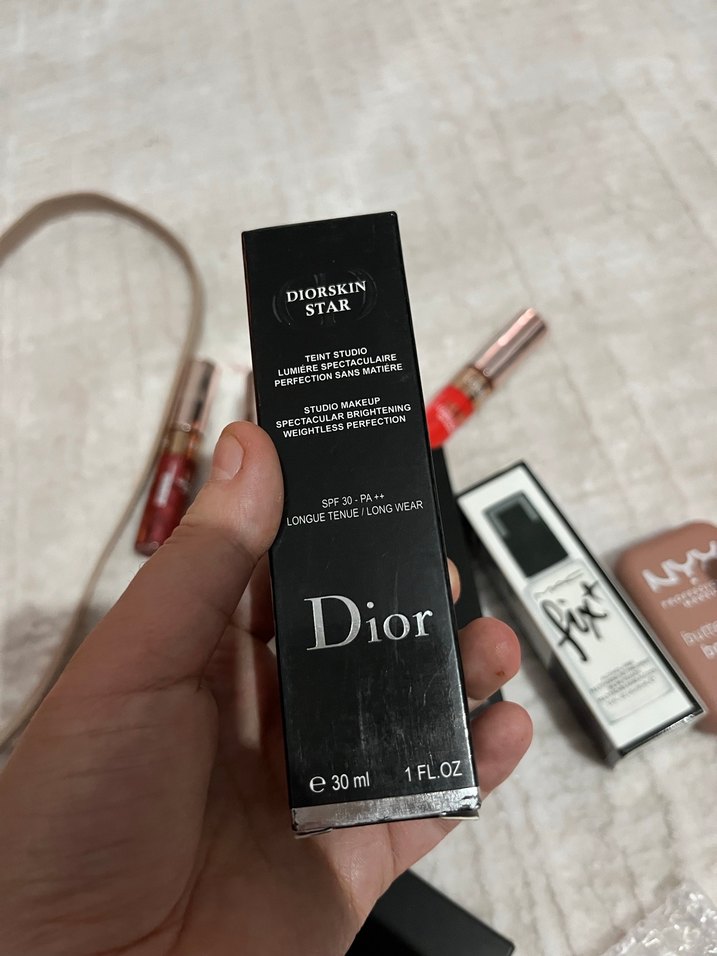 DIORSKIN
STAR
TEINT STUDIO
LUMIÈRE SPECTACULAIRE
PERFECTION SANS MATIÈRE
STUDIO MAKEUP
SPECTACULAR BRIGHTENING
WEIGHTLESS PERFECTION
SPF 30 - PA ++
LONGUE TENUE / LONG WEAR
Dior
e 30 ml 1 FL.OZ
fix+
NYX